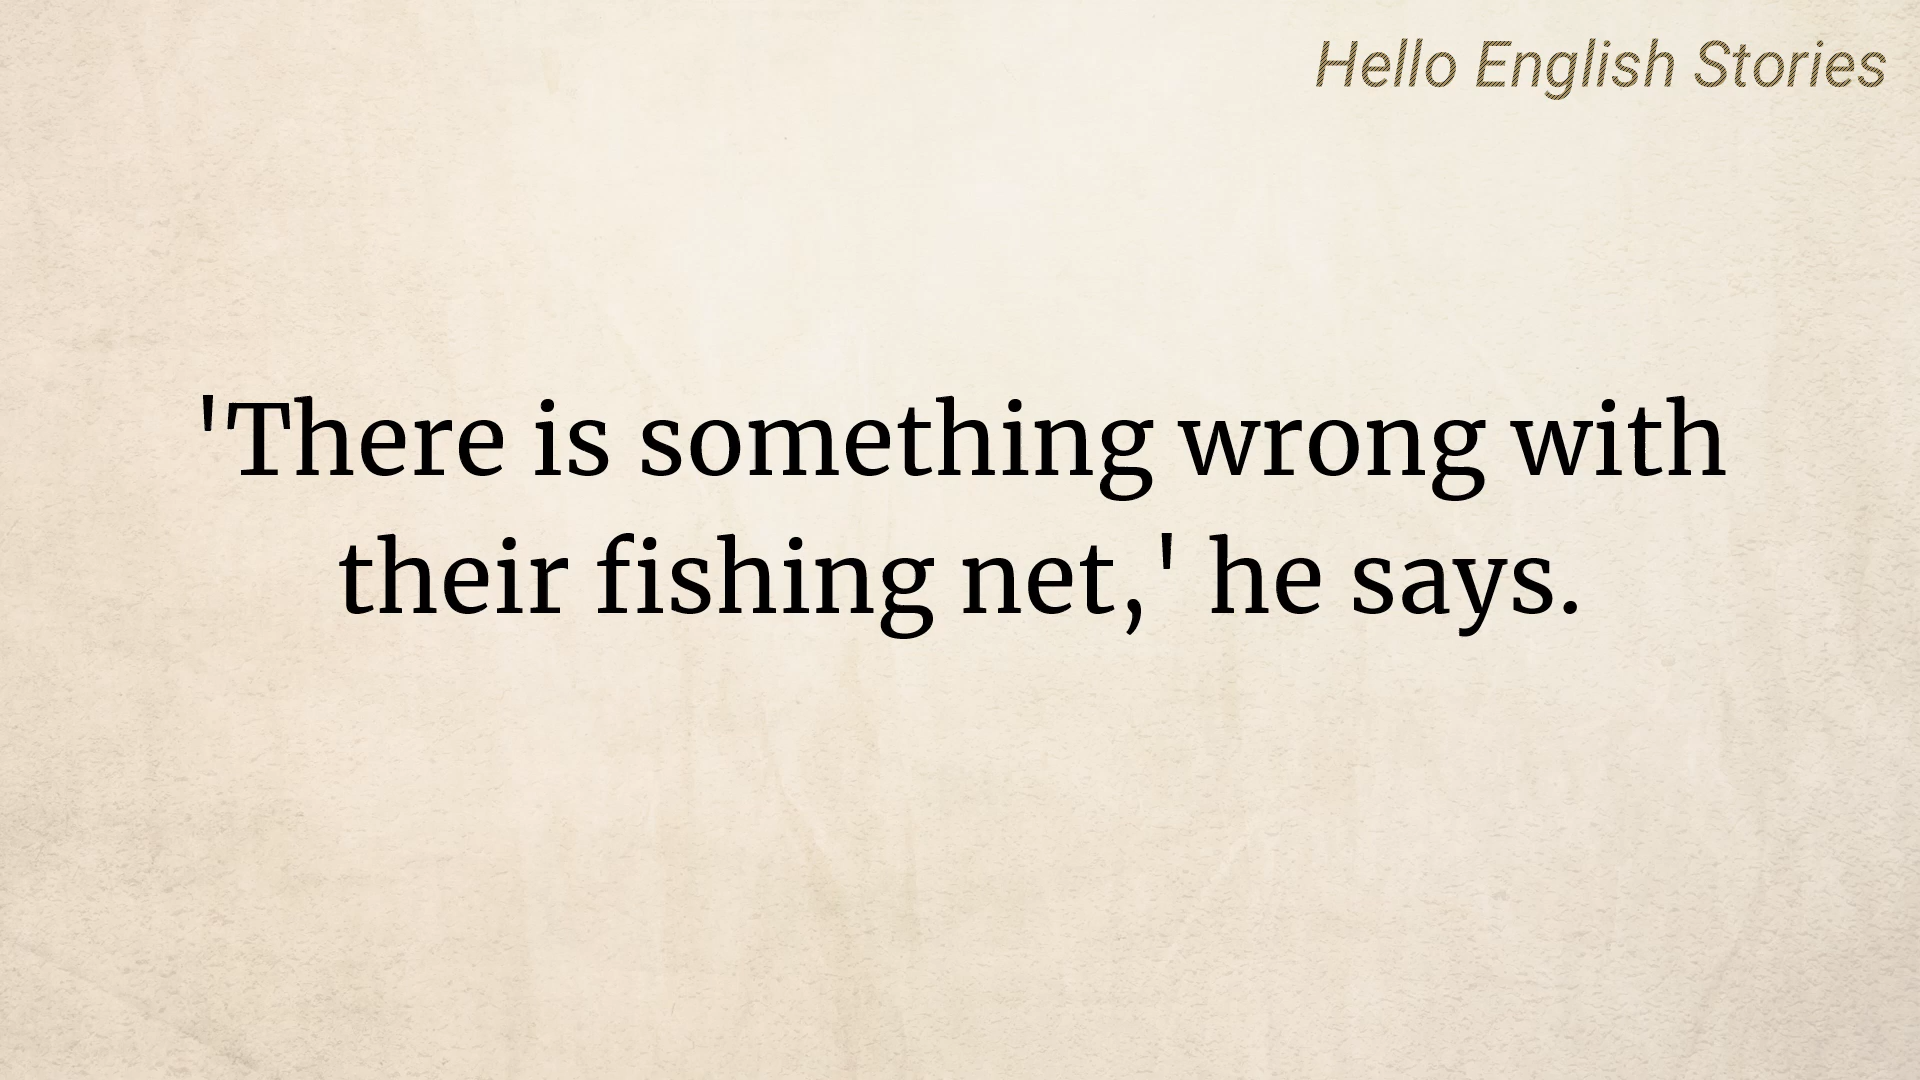 Hello English Stories
'There is something wrong with
their fishing net,' he says.